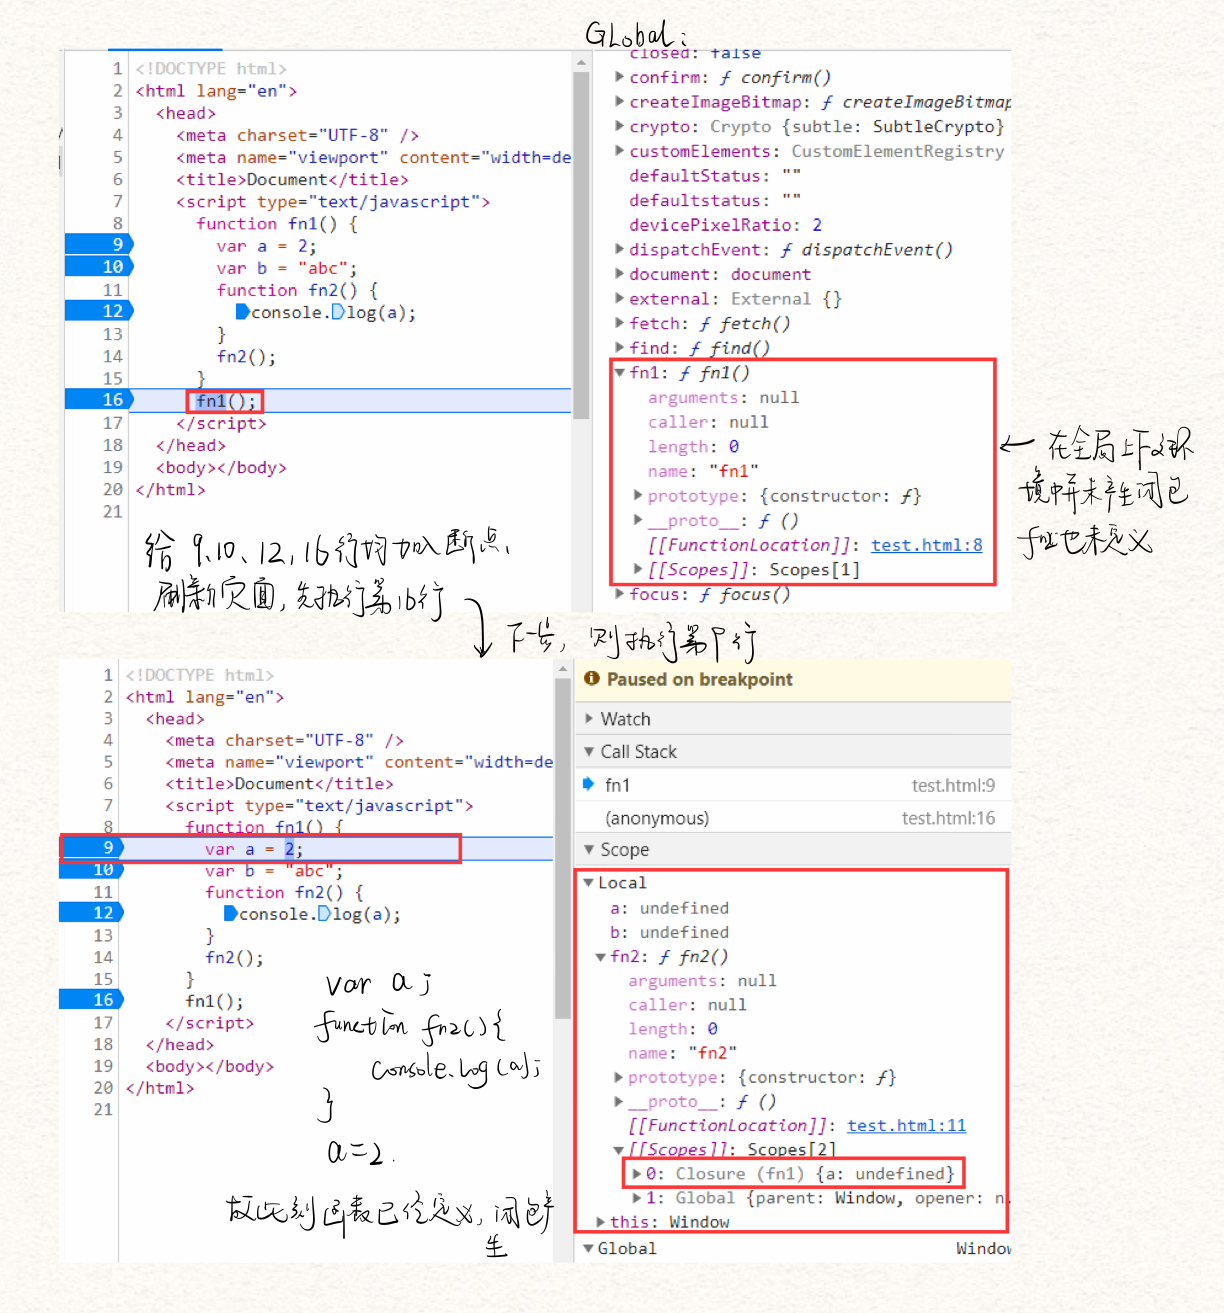 GLobal:
1 <!DOCTYPE html>
2 <html lang="en">
3 <head>
4 <meta charset="UTF-8" />
5 <meta name="viewport" content="width=de
6 <title>Document</title>
7 <script type="text/javascript">
8 function fn1() {
9 var a = 2;
10 var b = "abc";
11 function fn2() {
12 console.log(a);
13 }
14 fn2();
15 }
16 fn1();
17 </script>
18 </head>
19 <body></body>
20 </html>
21
closed: false
confirm: ƒ confirm()
createImageBitmap: ƒ createImageBitmap
crypto: Crypto {subtle: SubtleCrypto}
customElements: CustomElementRegistry
defaultStatus: ""
defaultstatus: ""
devicePixelRatio: 2
dispatchEvent: ƒ dispatchEvent()
document: document
external: External {}
fetch: ƒ fetch()
find: ƒ find()
fn1: ƒ fn1()
arguments: null
caller: null
length: 0
name: "fn1"
prototype: {constructor: ƒ}
__proto__: ƒ ()
[[FunctionLocation]]: test.html:8
[[Scopes]]: Scopes[1]
focus: ƒ focus()
← 在全局上下文环
境中并未产生闭包
fn2也未定义
给 9、10、12、16行均加入断点、
刷新页面，先执行第16行
下一步，则执行第9行
1 <!DOCTYPE html>
2 <html lang="en">
3 <head>
4 <meta charset="UTF-8" />
5 <meta name="viewport" content="width=de
6 <title>Document</title>
7 <script type="text/javascript">
8 function fn1() {
9 var a = 2;
10 var b = "abc";
11 function fn2() {
12 console.log(a);
13 }
14 fn2();
15 }
16 fn1();
17 </script>
18 </head>
19 <body></body>
20 </html>
21
var a;
function fn2(){
console.log(a);
}
a=2.
故此刻函数已经定义，闭包产
生
Paused on breakpoint
Watch
Call Stack
fn1 test.html:9
(anonymous) test.html:16
Scope
Local
a: undefined
b: undefined
fn2: ƒ fn2()
arguments: null
caller: null
length: 0
name: "fn2"
prototype: {constructor: ƒ}
__proto__: ƒ ()
[[FunctionLocation]]: test.html:11
[[Scopes]]: Scopes[2]
0: Closure (fn1) {a: undefined}
1: Global {parent: Window, opener: n…
this: Window
Global Window